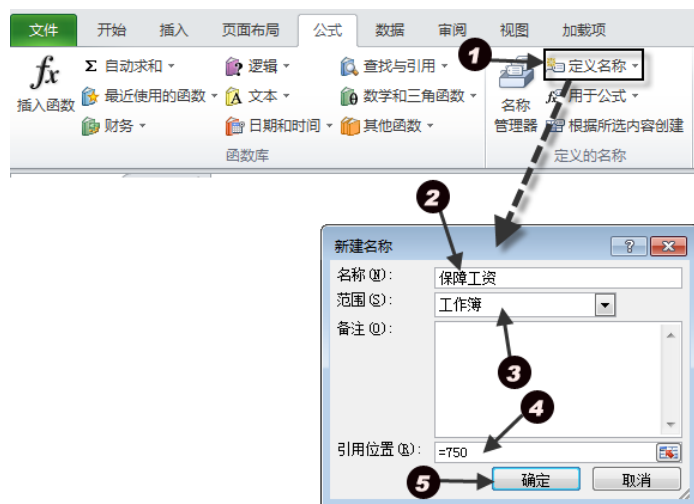 文件 开始 插入 页面布局 公式 数据 审阅 视图 加载项
fx 插入函数
Σ 自动求和 逻辑 查找与引用
最近使用的函数 文本 数学和三角函数
财务 日期和时间 其他函数
函数库
1
名称
管理器
定义名称
用于公式
根据所选内容创建
定义的名称
2
新建名称
名称(N): 保障工资
范围(S): 工作簿
备注(O):
3
4
引用位置(R): =750
5
确定 取消